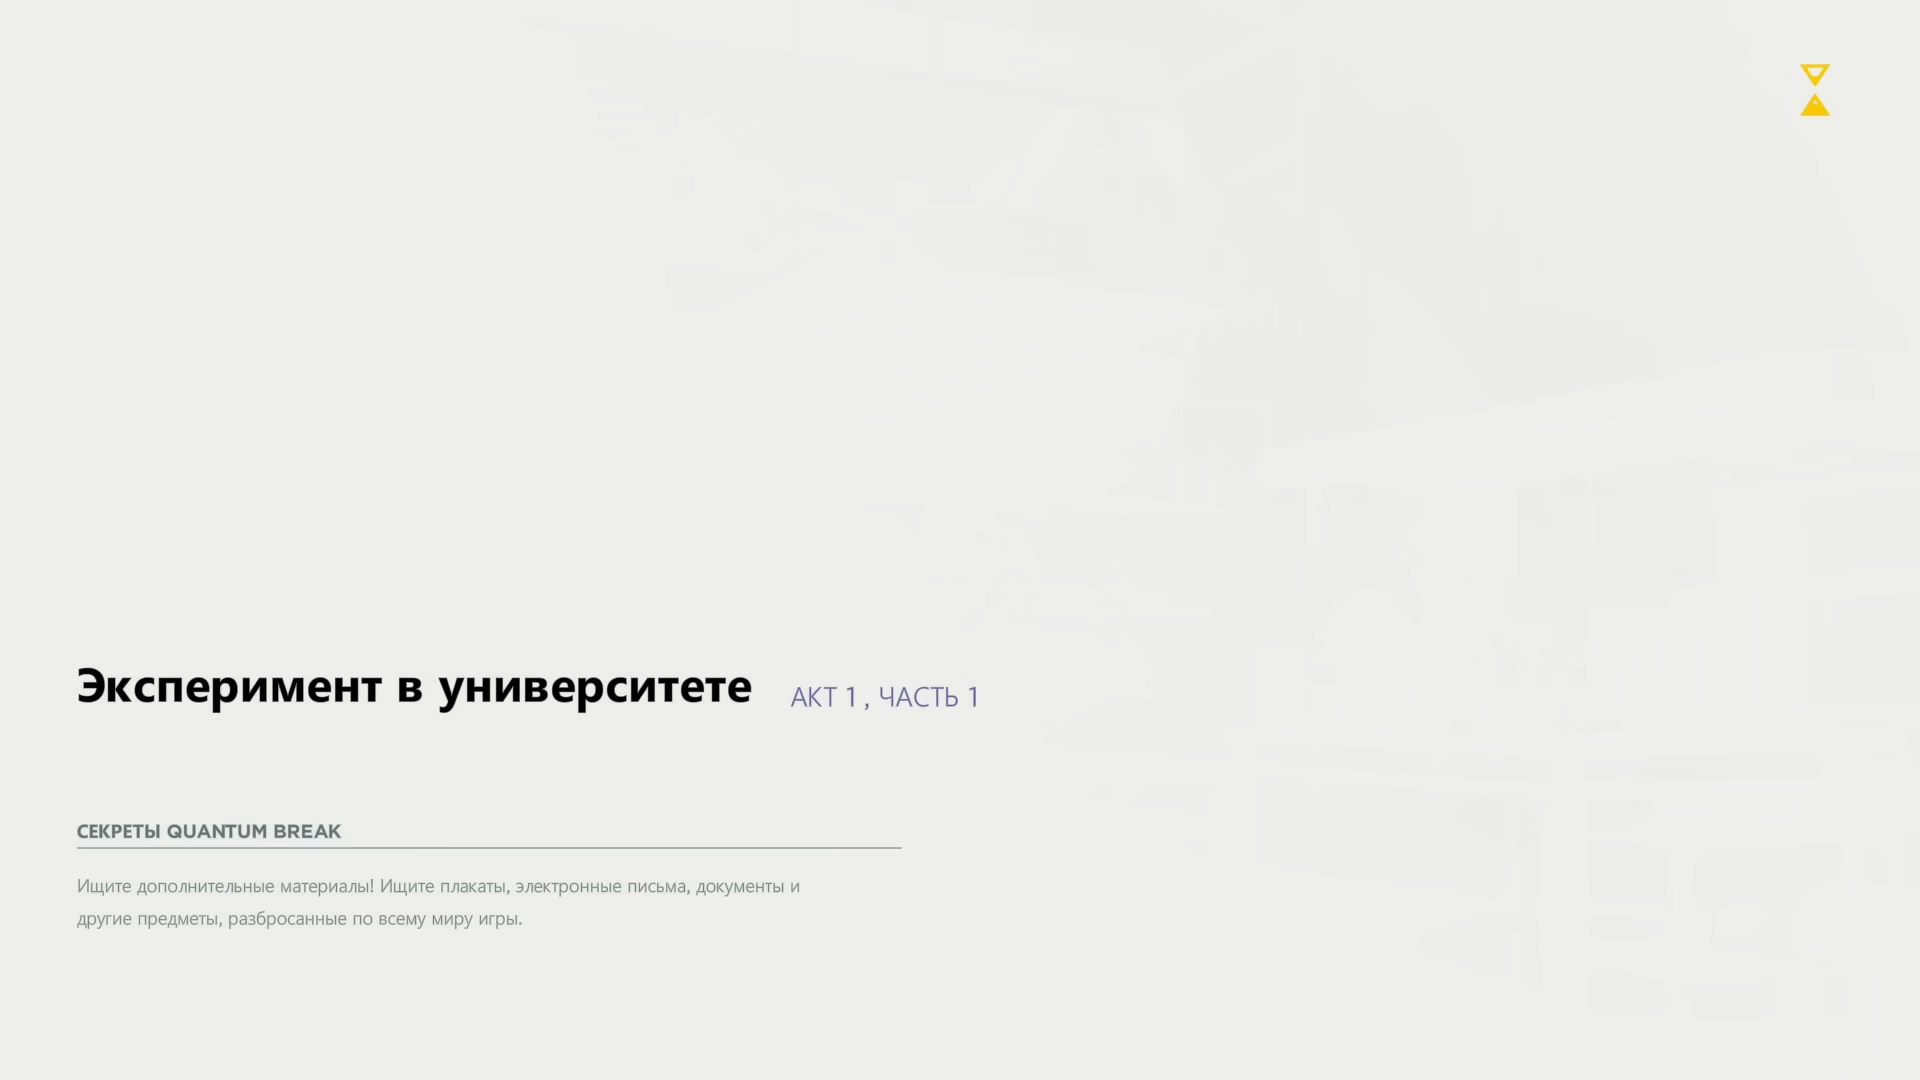 Эксперимент в университете АКТ 1 , ЧАСТЬ 1
СЕКРЕТЫ QUANTUM BREAK
Ищите дополнительные материалы! Ищите плакаты, электронные письма, документы и
другие предметы, разбросанные по всему миру игры.